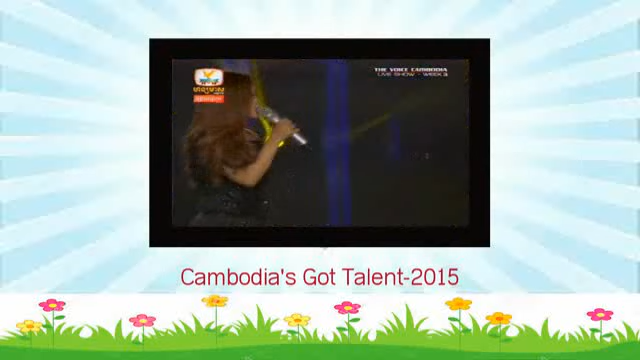 THE VOICE CAMBODIA
LIVE SHOW - WEEK 3
Cambodia's Got Talent-2015